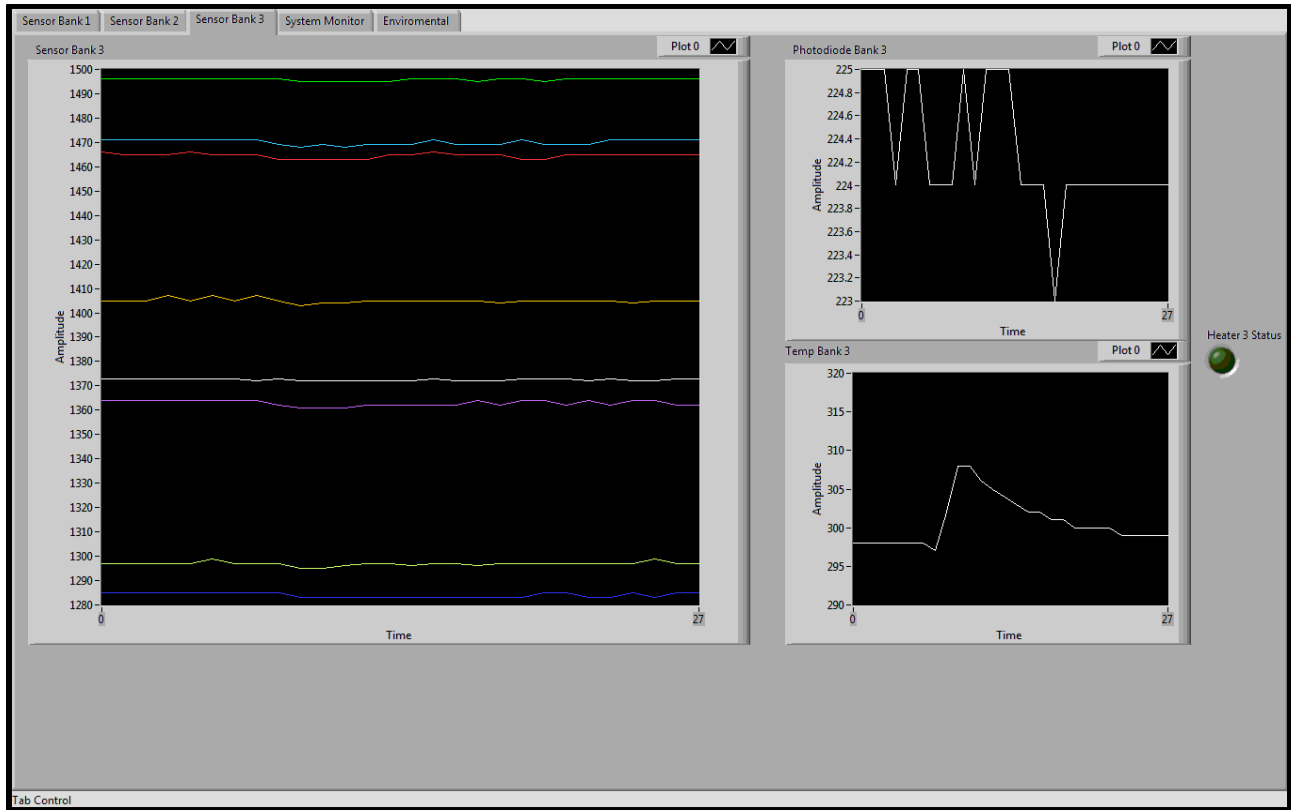 Sensor Bank 1 Sensor Bank 2 Sensor Bank 3 System Monitor Enviromental
Sensor Bank 3
Plot 0
1500
1490
1480
1470
1460
1450
1440
1430
1420
1410
1400
1390
1380
1370
1360
1350
1340
1330
1320
1310
1300
1290
1280
Amplitude
0 27
Time
Photodiode Bank 3
Plot 0
225
224.8
224.6
224.4
224.2
224
223.8
223.6
223.4
223.2
223
Amplitude
0 27
Time
Temp Bank 3
Plot 0
320
315
310
305
300
295
290
Amplitude
0 27
Time
Heater 3 Status
Tab Control